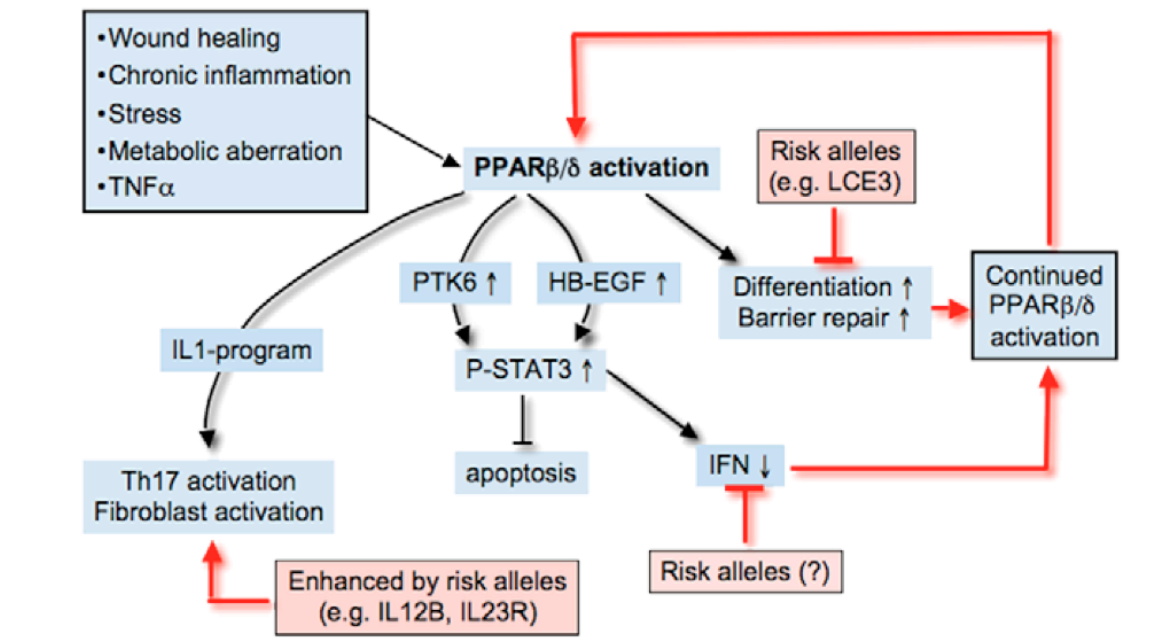 •Wound healing
•Chronic inflammation
•Stress
•Metabolic aberration
•TNFα
PPARβ/δ activation
Risk alleles
(e.g. LCE3)
PTK6 ↑
HB-EGF ↑
Differentiation ↑
Barrier repair ↑
Continued
PPARβ/δ
activation
IL1-program
P-STAT3 ↑
apoptosis
IFN ↓
Th17 activation
Fibroblast activation
Enhanced by risk alleles
(e.g. IL12B, IL23R)
Risk alleles (?)